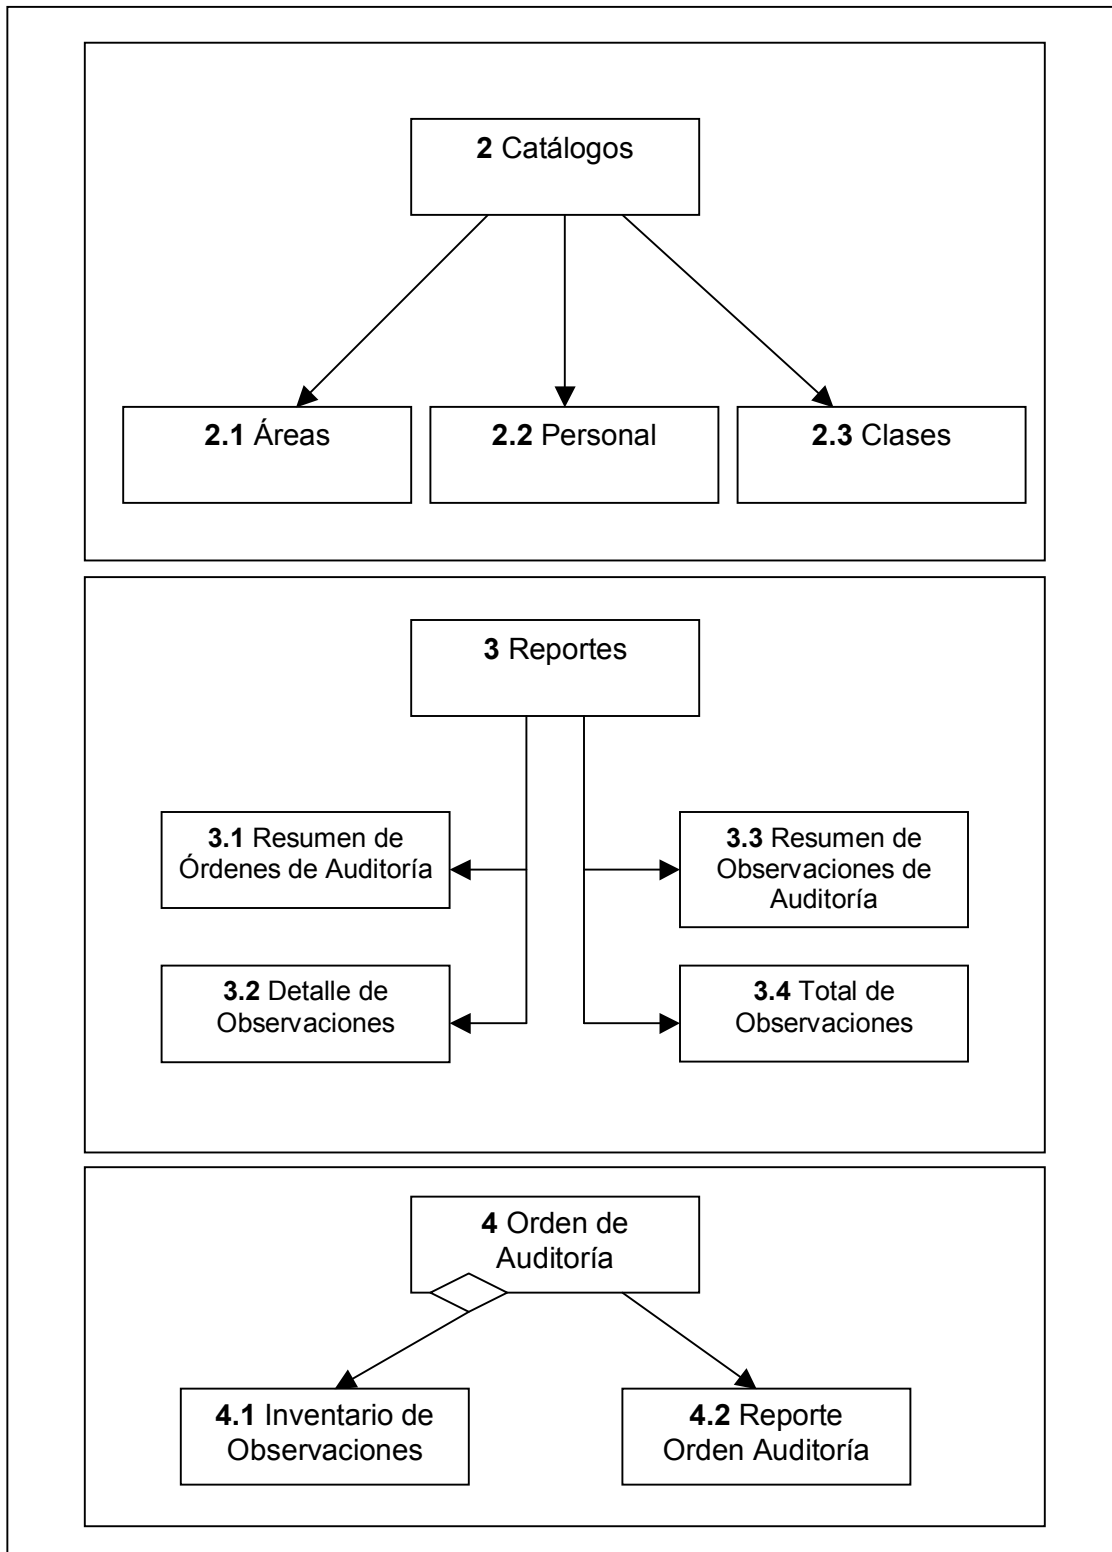 2 Catálogos
2.1 Áreas
2.2 Personal
2.3 Clases
3 Reportes
3.1 Resumen de
Órdenes de Auditoría
3.3 Resumen de
Observaciones de
Auditoría
3.2 Detalle de
Observaciones
3.4 Total de
Observaciones
4 Orden de
Auditoría
4.1 Inventario de
Observaciones
4.2 Reporte
Orden Auditoría